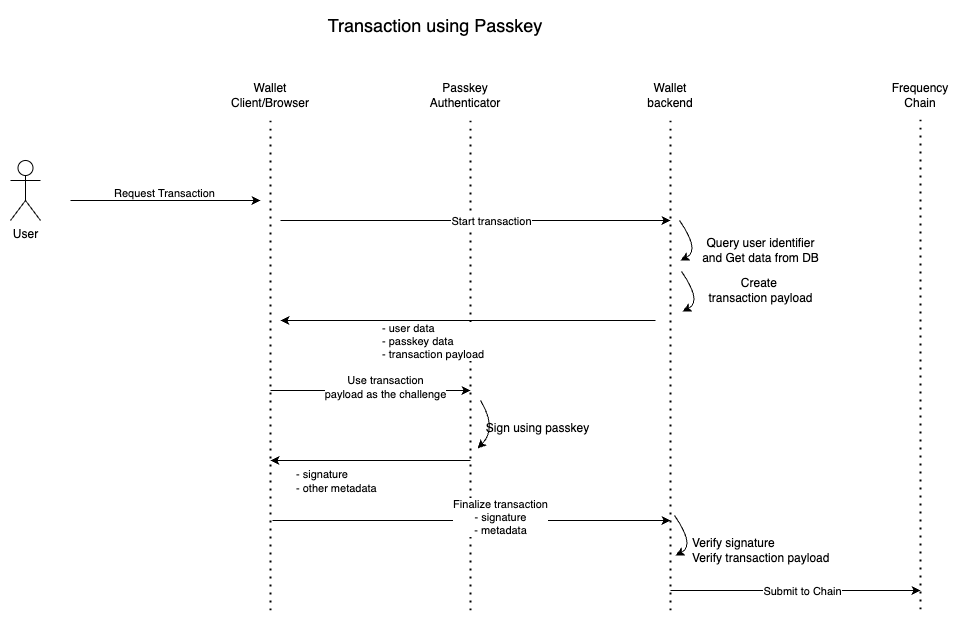 Transaction using Passkey
Wallet
Client/Browser
Passkey
Authenticator
Wallet
backend
Frequency
Chain
Request Transaction
User
Start transaction
Query user identifier
and Get data from DB
Create
transaction payload
- user data
- passkey data
- transaction payload
Use transaction
payload as the challenge
Sign using passkey
- signature
- other metadata
Finalize transaction
- signature
- metadata
Verify signature
Verify transaction payload
Submit to Chain